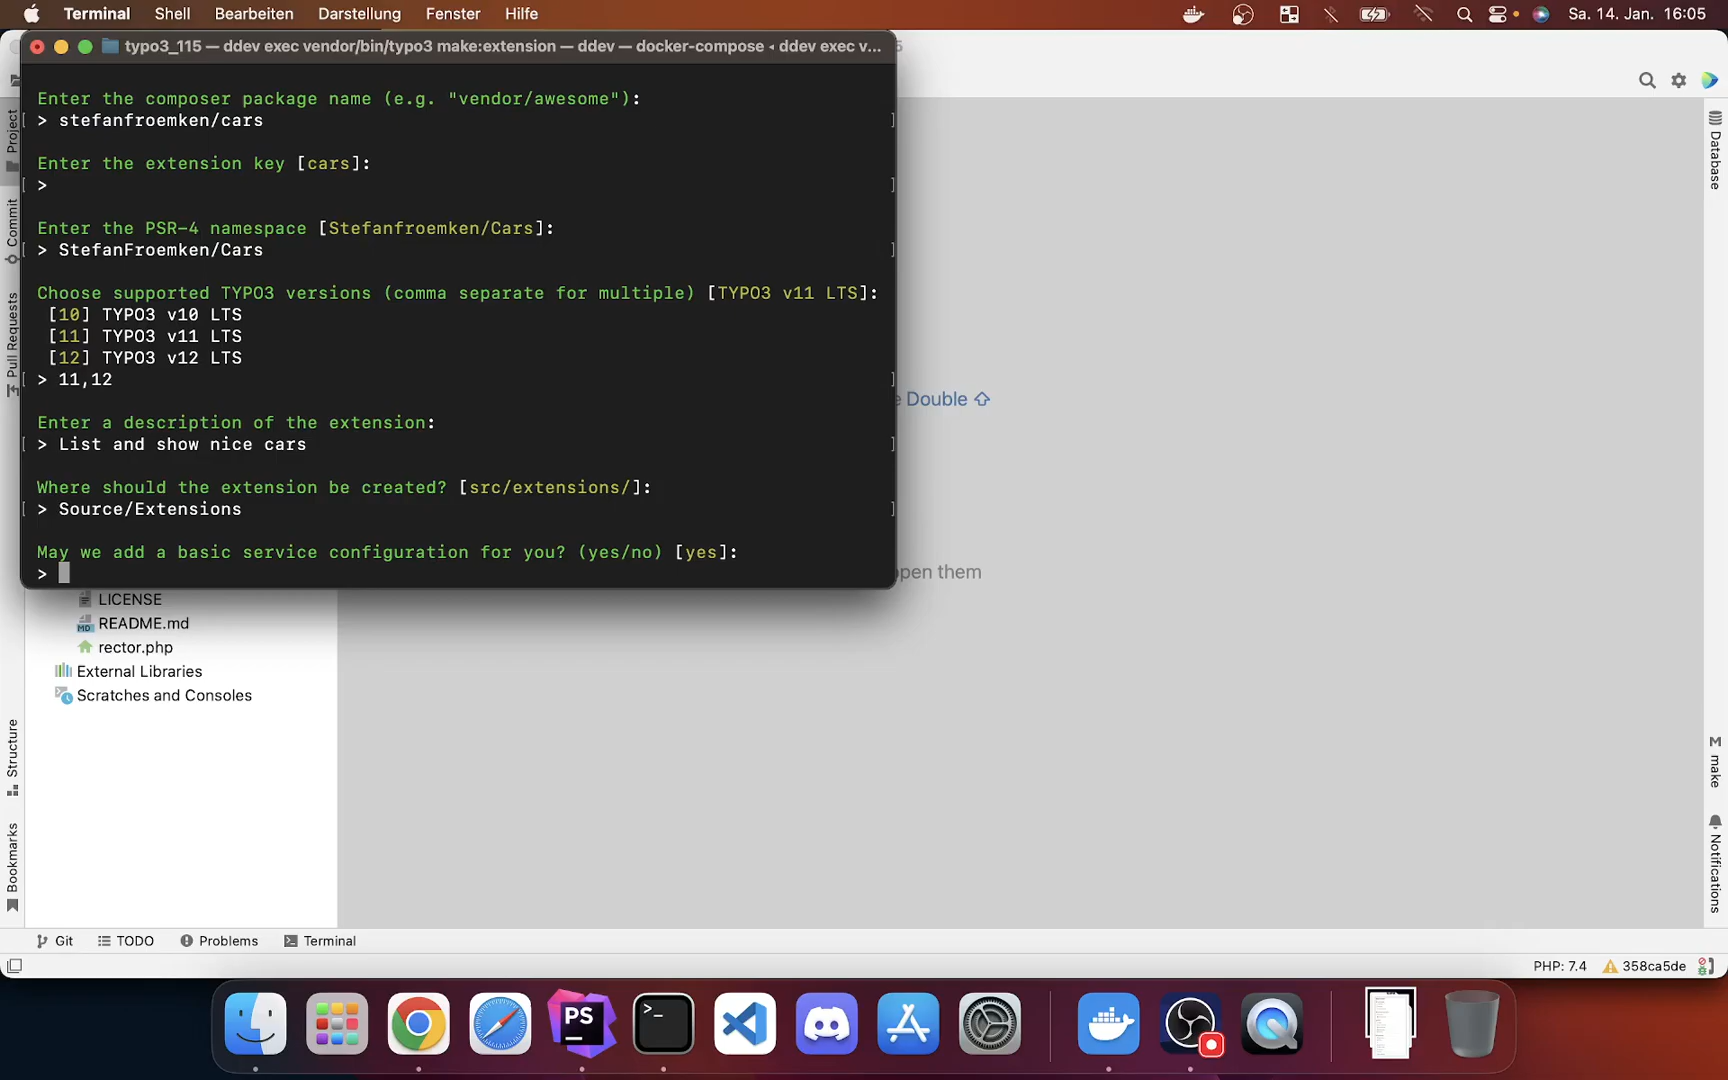 Terminal Shell Bearbeiten Darstellung Fenster Hilfe Sa. 14. Jan. 16:05
typo3_115 — ddev exec vendor/bin/typo3 make:extension — ddev — docker-compose ◂ ddev exec v...
Enter the composer package name (e.g. "vendor/awesome"):
> stefanfroemken/cars
Enter the extension key [cars]:
>
Enter the PSR-4 namespace [Stefanfroemken/Cars]:
> StefanFroemken/Cars
Choose supported TYPO3 versions (comma separate for multiple) [TYPO3 v11 LTS]:
[10] TYPO3 v10 LTS
[11] TYPO3 v11 LTS
[12] TYPO3 v12 LTS
> 11,12
Enter a description of the extension:
> List and show nice cars
Where should the extension be created? [src/extensions/]:
> Source/Extensions
May we add a basic service configuration for you? (yes/no) [yes]:
>
Double ⇧
open them
LICENSE
README.md
rector.php
External Libraries
Scratches and Consoles
Project
Commit
Pull Requests
Structure
Bookmarks
Database
make
Notifications
Git TODO Problems Terminal
PHP: 7.4 358ca5de
PS